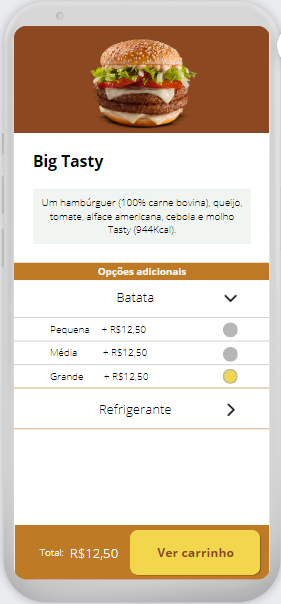 Big Tasty
Um hambúrguer (100% carne bovina), queijo,
tomate, alface americana, cebola e molho
Tasty (944Kcal).
Opções adicionais
Batata
Pequena + R$12,50
Média + R$12,50
Grande + R$12,50
Refrigerante
Total: R$12,50
Ver carrinho